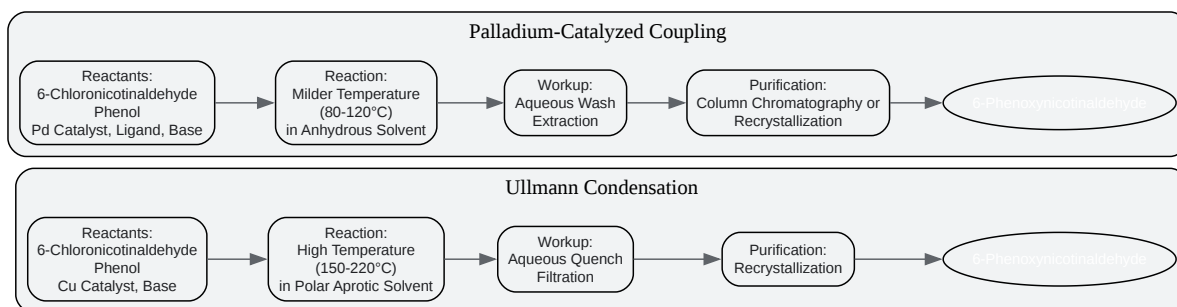 Palladium-Catalyzed Coupling
Reactants:
6-Chloronicotinaldehyde
Phenol
Pd Catalyst, Ligand, Base
Reaction:
Milder Temperature
(80-120°C)
in Anhydrous Solvent
Workup:
Aqueous Wash
Extraction
Purification:
Column Chromatography or
Recrystallization
6-Phenoxynicotinaldehyde
Ullmann Condensation
Reactants:
6-Chloronicotinaldehyde
Phenol
Cu Catalyst, Base
Reaction:
High Temperature
(150-220°C)
in Polar Aprotic Solvent
Workup:
Aqueous Quench
Filtration
Purification:
Recrystallization
6-Phenoxynicotinaldehyde